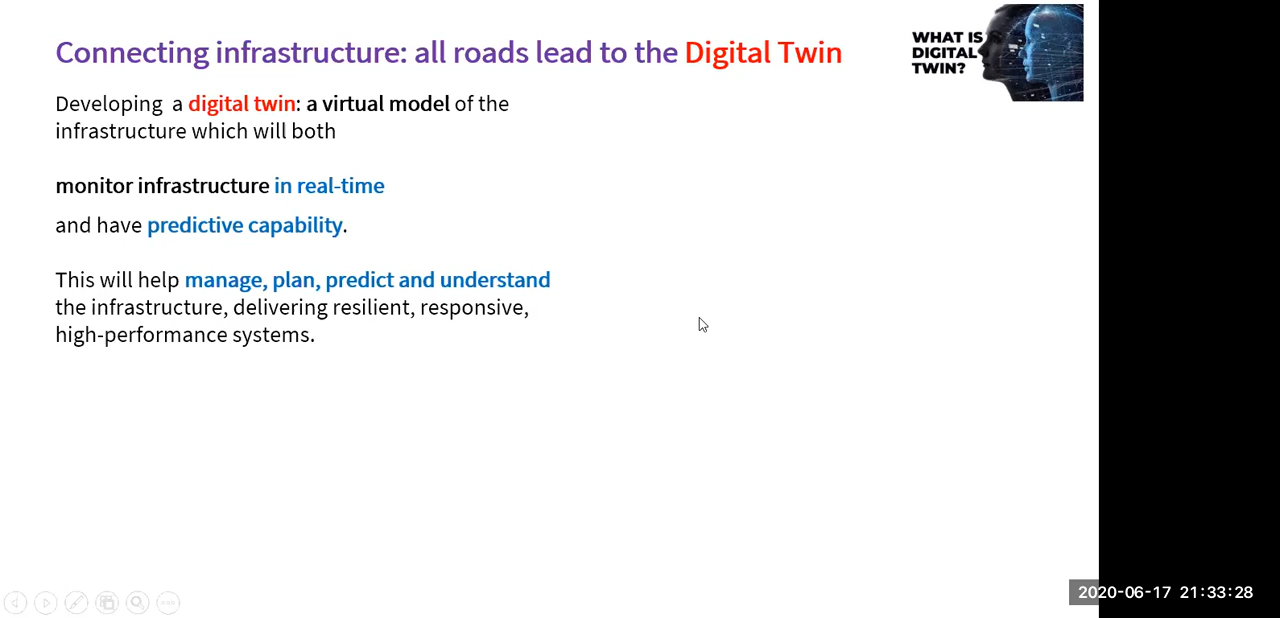 Connecting infrastructure: all roads lead to the Digital Twin
WHAT IS
DIGITAL
TWIN?
Developing a digital twin: a virtual model of the
infrastructure which will both
monitor infrastructure in real-time
and have predictive capability.
This will help manage, plan, predict and understand
the infrastructure, delivering resilient, responsive,
high-performance systems.
2020-06-17 21:33:28